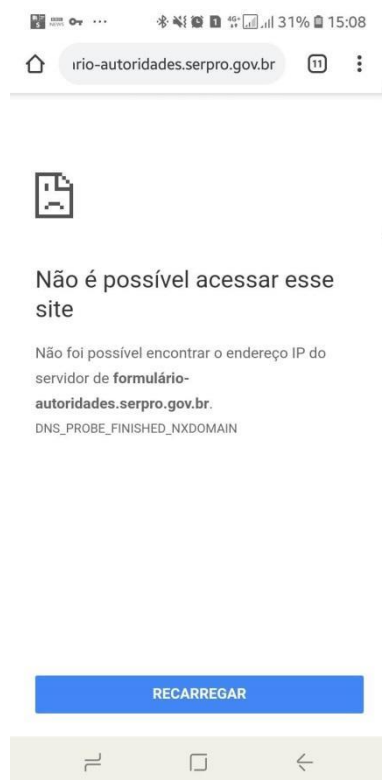 31% 15:08
ário-autoridades.serpro.gov.br 11
Não é possível acessar esse
site
Não foi possível encontrar o endereço IP do
servidor de formulário-
autoridades.serpro.gov.br.
DNS_PROBE_FINISHED_NXDOMAIN
RECARREGAR